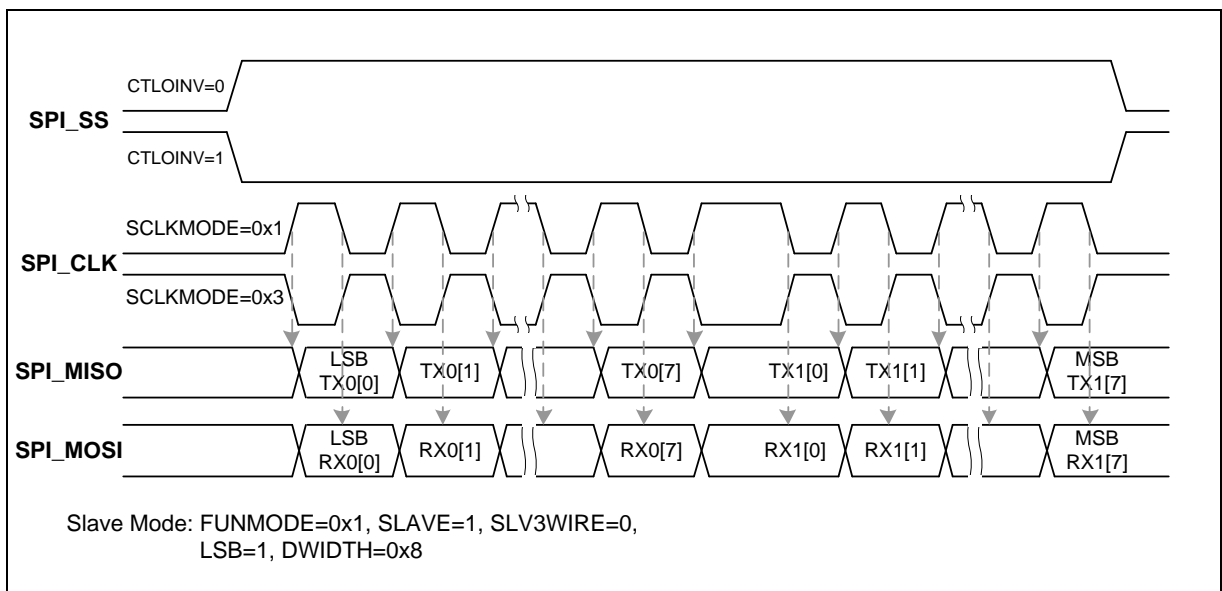 CTLOINV=0
SPI_SS
CTLOINV=1
SCLKMODE=0x1
SPI_CLK
SCLKMODE=0x3
SPI_MISO
LSB TX0[0]
TX0[1]
TX0[7]
TX1[0]
TX1[1]
MSB TX1[7]
SPI_MOSI
LSB RX0[0]
RX0[1]
RX0[7]
RX1[0]
RX1[1]
MSB RX1[7]
Slave Mode: FUNMODE=0x1, SLAVE=1, SLV3WIRE=0,
LSB=1, DWIDTH=0x8